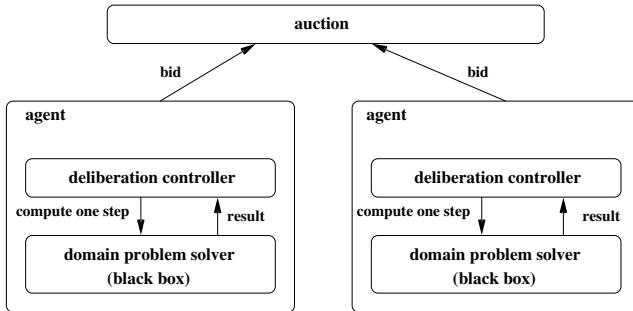 auction
bid
bid
agent
agent
deliberation controller
deliberation controller
compute one step
result
compute one step
result
domain problem solver
(black box)
domain problem solver
(black box)